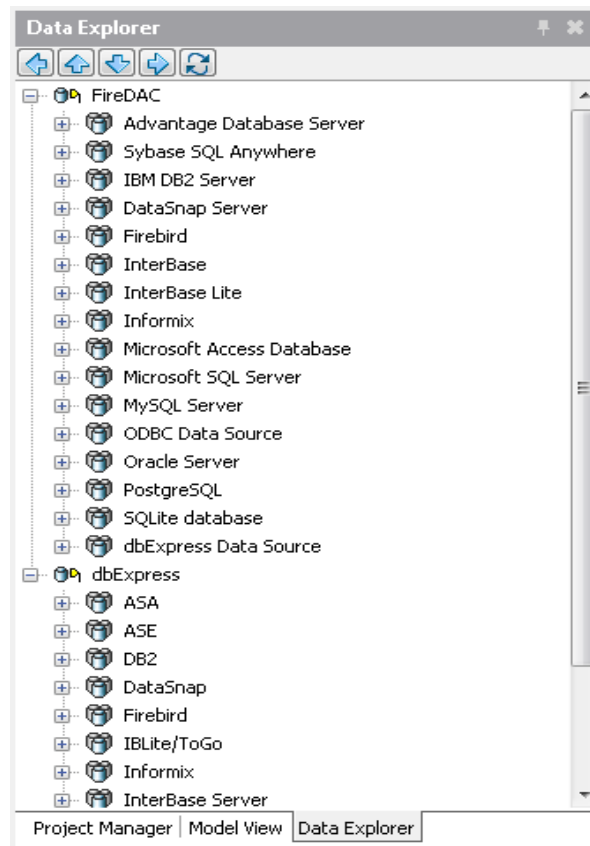 Data Explorer
FireDAC
Advantage Database Server
Sybase SQL Anywhere
IBM DB2 Server
DataSnap Server
Firebird
InterBase
InterBase Lite
Informix
Microsoft Access Database
Microsoft SQL Server
MySQL Server
ODBC Data Source
Oracle Server
PostgreSQL
SQLite database
dbExpress Data Source
dbExpress
ASA
ASE
DB2
DataSnap
Firebird
IBLite/ToGo
Informix
InterBase Server
Project Manager Model View Data Explorer